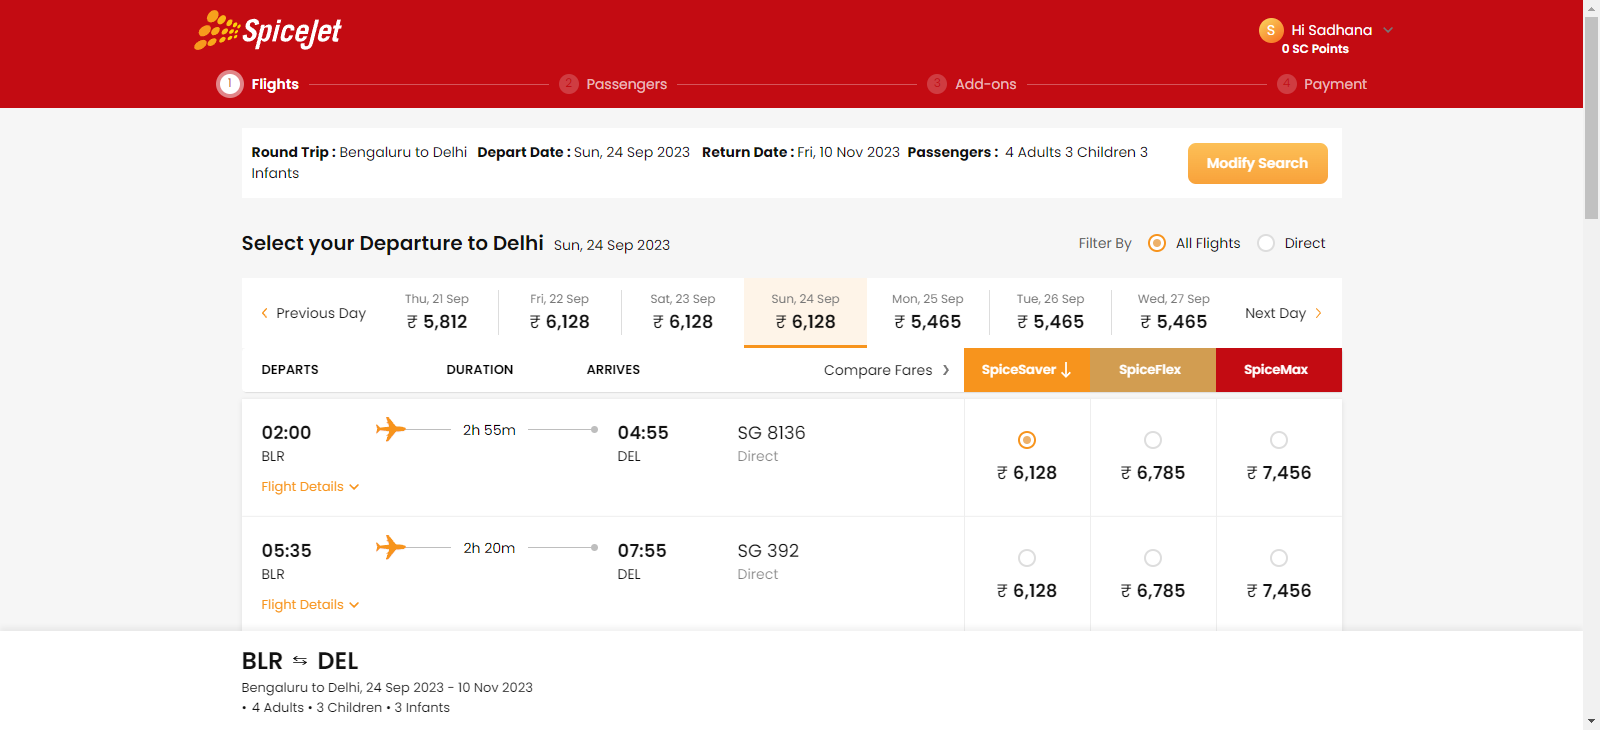 SpiceJet
S Hi Sadhana
0 SC Points
1 Flights 2 Passengers 3 Add-ons 4 Payment
Round Trip : Bengaluru to Delhi Depart Date : Sun, 24 Sep 2023 Return Date : Fri, 10 Nov 2023 Passengers : 4 Adults 3 Children 3
Infants
Modify Search
Select your Departure to Delhi Sun, 24 Sep 2023 Filter By All Flights Direct
Thu, 21 Sep Fri, 22 Sep Sat, 23 Sep Sun, 24 Sep Mon, 25 Sep Tue, 26 Sep Wed, 27 Sep
Previous Day ₹ 5,812 ₹ 6,128 ₹ 6,128 ₹ 6,128 ₹ 5,465 ₹ 5,465 ₹ 5,465 Next Day
DEPARTS DURATION ARRIVES Compare Fares SpiceSaver ↓ SpiceFlex SpiceMax
02:00 2h 55m 04:55 SG 8136
BLR DEL Direct
₹ 6,128 ₹ 6,785 ₹ 7,456
Flight Details
05:35 2h 20m 07:55 SG 392
BLR DEL Direct
₹ 6,128 ₹ 6,785 ₹ 7,456
Flight Details
BLR ⇆ DEL
Bengaluru to Delhi, 24 Sep 2023 - 10 Nov 2023
• 4 Adults • 3 Children • 3 Infants